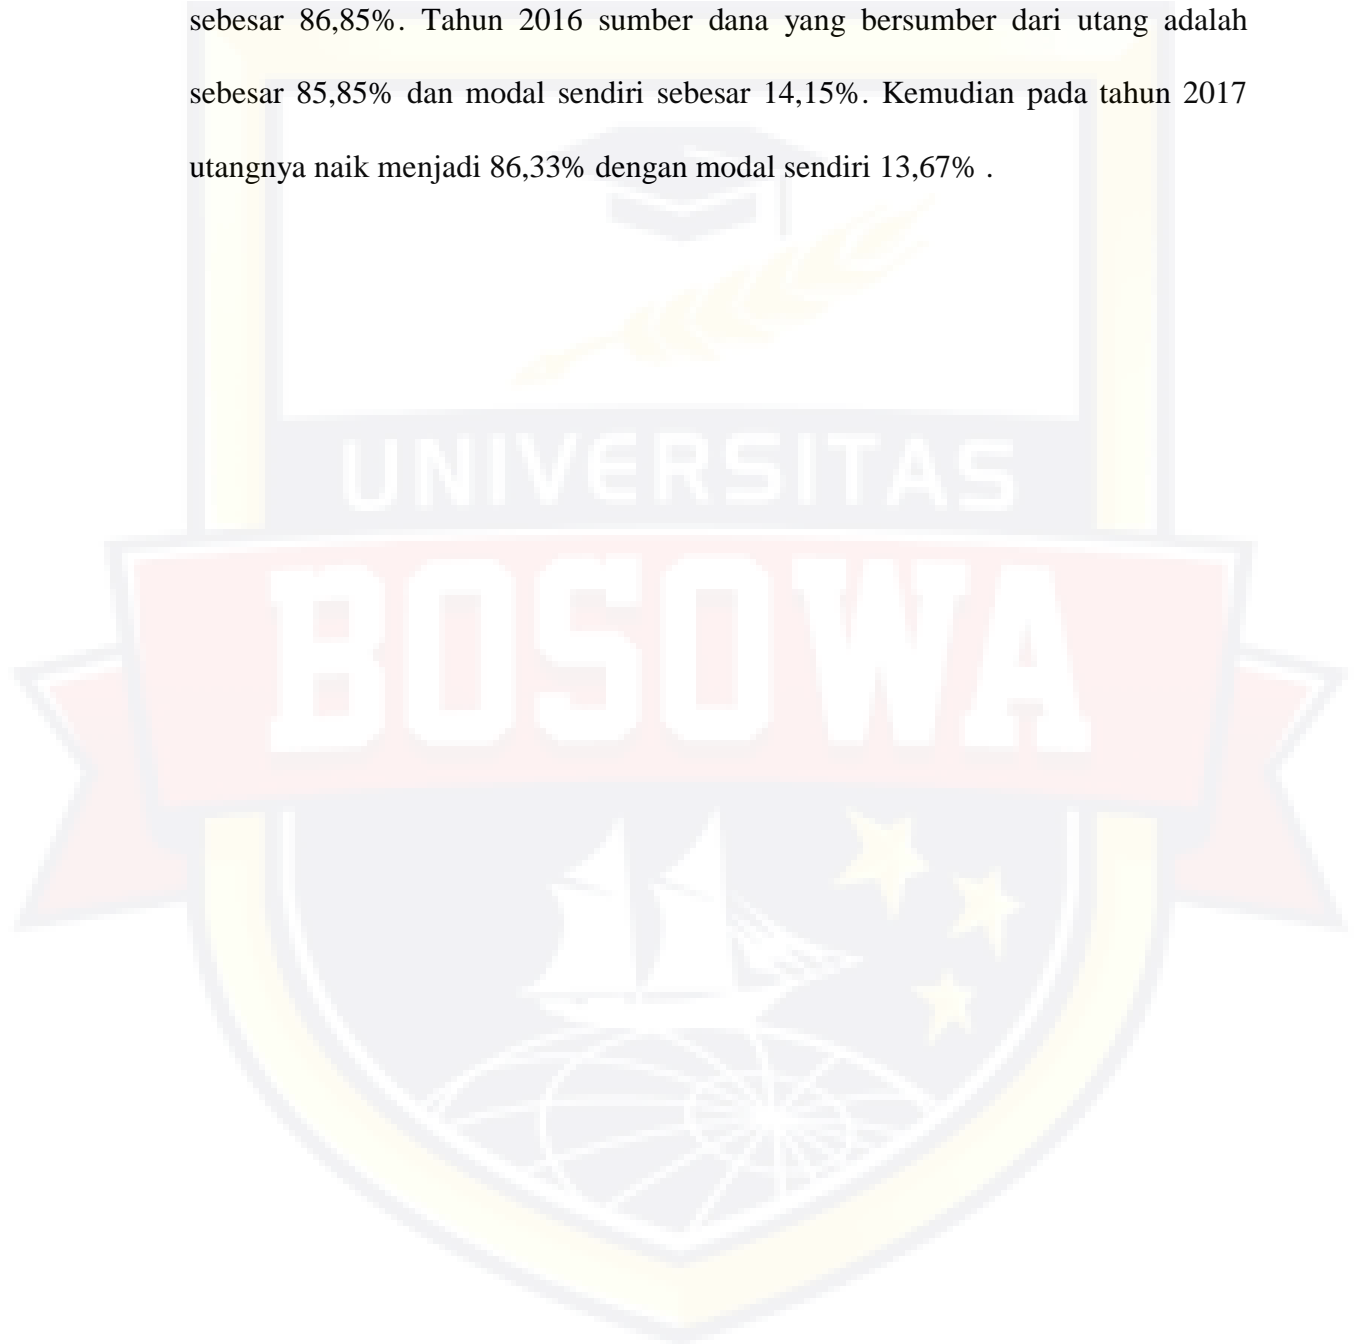 sebesar 86,85%. Tahun 2016 sumber dana yang bersumber dari utang adalah
sebesar 85,85% dan modal sendiri sebesar 14,15%. Kemudian pada tahun 2017
utangnya naik menjadi 86,33% dengan modal sendiri 13,67% .
UNIVERSITAS
BOSOWA